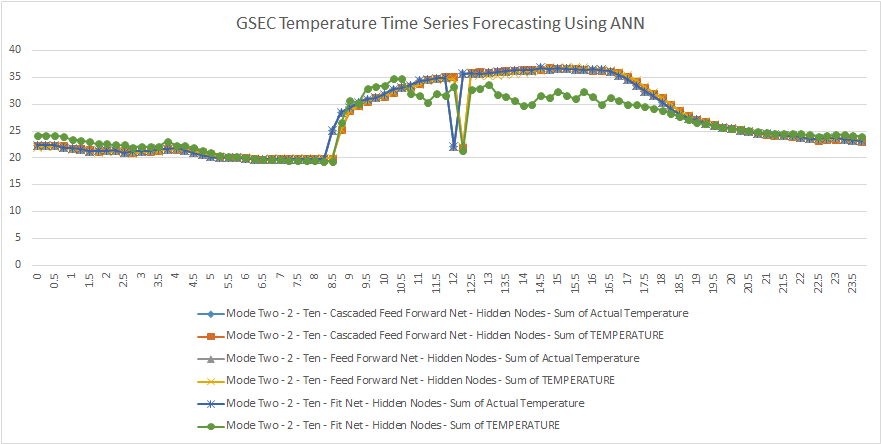 GSEC Temperature Time Series Forecasting Using ANN
40
35
30
25
20
15
10
5
0
0 0.5 1 1.5 2 2.5 3 3.5 4 4.5 5 5.5 6 6.5 7 7.5 8 8.5 9 9.5 10 10.5 11 11.5 12 12.5 13 13.5 14 14.5 15 15.5 16 16.5 17 17.5 18 18.5 19 19.5 20 20.5 21 21.5 22 22.5 23 23.5
Mode Two - 2 - Ten - Cascaded Feed Forward Net - Hidden Nodes - Sum of Actual Temperature
Mode Two - 2 - Ten - Cascaded Feed Forward Net - Hidden Nodes - Sum of TEMPERATURE
Mode Two - 2 - Ten - Feed Forward Net - Hidden Nodes - Sum of Actual Temperature
Mode Two - 2 - Ten - Feed Forward Net - Hidden Nodes - Sum of TEMPERATURE
Mode Two - 2 - Ten - Fit Net - Hidden Nodes - Sum of Actual Temperature
Mode Two - 2 - Ten - Fit Net - Hidden Nodes - Sum of TEMPERATURE